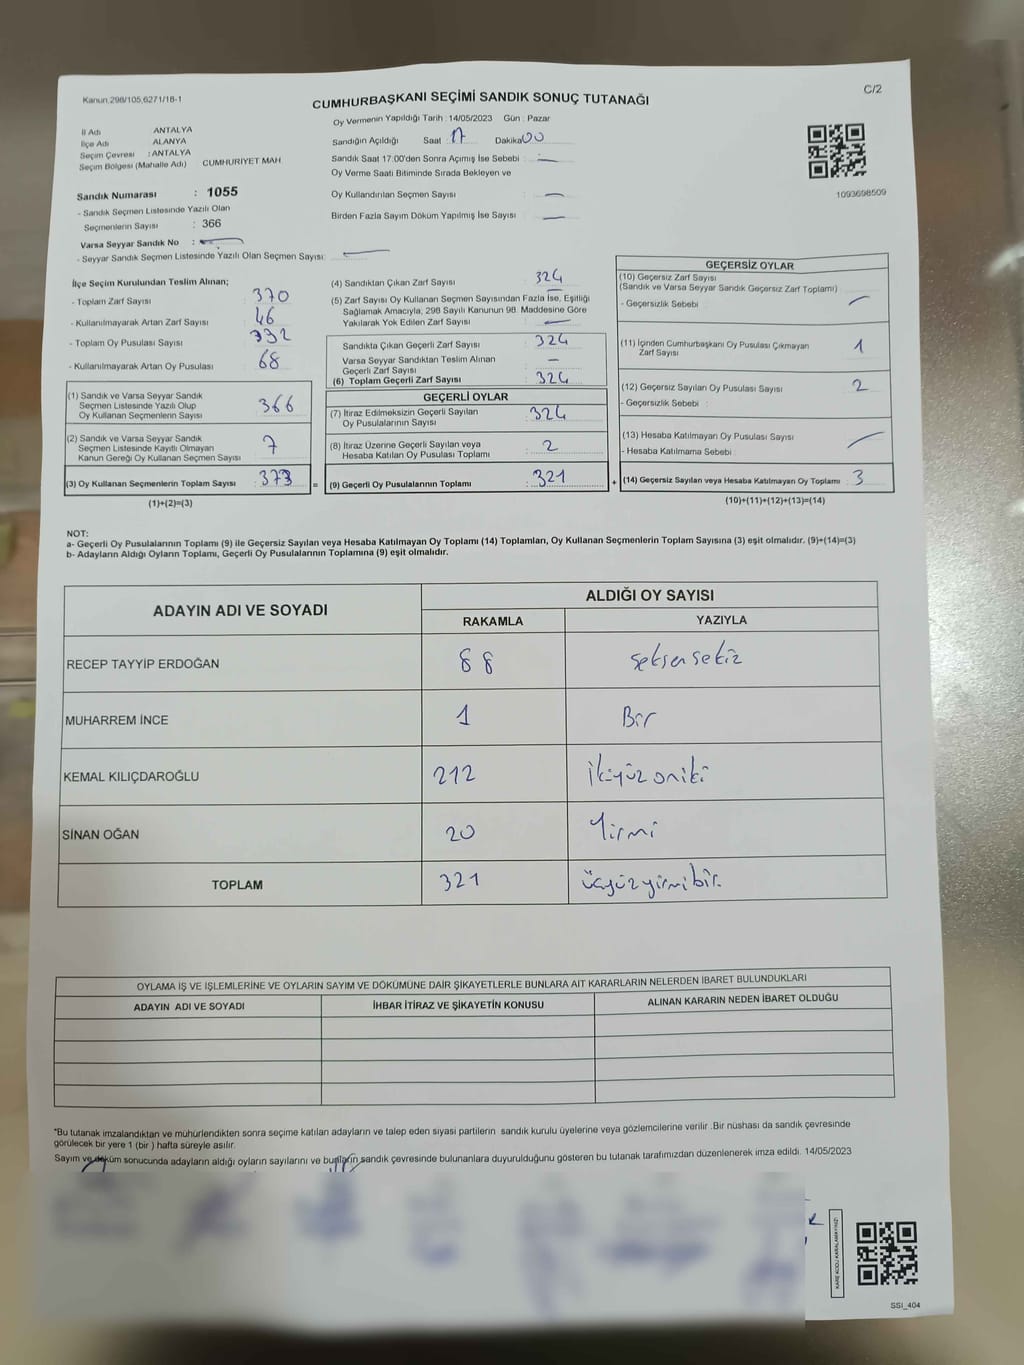 Kanun.298/105,6271/18-1
C/2
CUMHURBAŞKANI SEÇİMİ SANDIK SONUÇ TUTANAĞI
Oy Vermenin Yapıldığı Tarih : 14/05/2023 Gün : Pazar
İl Adı ANTALYA
İlçe Adı ALANYA
Seçim Çevresi : ANTALYA
Seçim Bölgesi (Mahalle Adı) CUMHURİYET MAH
Sandığın Açıldığı Saat : 17 Dakika 00
Sandık Saat 17:00'den Sonra Açımış İse Sebebi : —
Oy Verme Saati Bitiminde Sırada Bekleyen ve
Oy Kullandırılan Seçmen Sayısı : —
Birden Fazla Sayım Döküm Yapılmış İse Sayısı : —
1093698509
Sandık Numarası : 1055
- Sandık Seçmen Listesinde Yazılı Olan
Seçmenlerin Sayısı : 366
Varsa Seyyar Sandık No : —
- Seyyar Sandık Seçmen Listesinde Yazılı Olan Seçmen Sayısı: —
İlçe Seçim Kurulundan Teslim Alınan;
- Toplam Zarf Sayısı : 370
- Kullanılmayarak Artan Zarf Sayısı : 46
- Toplam Oy Pusulası Sayısı : 332
- Kullanılmayarak Artan Oy Pusulası : 68
(1) Sandık ve Varsa Seyyar Sandık
Seçmen Listesinde Yazılı Olup
Oy Kullanan Seçmenlerin Sayısı : 366
(2) Sandık ve Varsa Seyyar Sandık
Seçmen Listesinde Kayıtlı Olmayan
Kanun Gereği Oy Kullanan Seçmen Sayısı : 7
(3) Oy Kullanan Seçmenlerin Toplam Sayısı : 373 =
(1)+(2)=(3)
(4) Sandıktan Çıkan Zarf Sayısı : 324
(5) Zarf Sayısı Oy Kullanan Seçmen Sayısından Fazla İse, Eşitliği
Sağlamak Amacıyla, 298 Sayılı Kanunun 98. Maddesine Göre
Yakılarak Yok Edilen Zarf Sayısı : —
Sandıkta Çıkan Geçerli Zarf Sayısı : 324
Varsa Seyyar Sandıktan Teslim Alınan
Geçerli Zarf Sayısı : —
(6) Toplam Geçerli Zarf Sayısı : 324
GEÇERLİ OYLAR
(7) İtiraz Edilmeksizin Geçerli Sayılan
Oy Pusulasının Sayısı : 324
(8) İtiraz Üzerine Geçerli Sayılan veya
Hesaba Katılan Oy Pusulası Toplamı : 2
(9) Geçerli Oy Pusulalarının Toplamı : 321 +
GEÇERSİZ OYLAR
(10) Geçersiz Zarf Sayısı
(Sandık ve Varsa Seyyar Sandık Geçersiz Zarf Toplamı) :
- Geçersizlik Sebebi : —
(11) İçinden Cumhurbaşkanı Oy Pusulası Çıkmayan
Zarf Sayısı : 1
(12) Geçersiz Sayılan Oy Pusulası Sayısı : 2
- Geçersizlik Sebebi :
(13) Hesaba Katılmayan Oy Pusulası Sayısı : —
- Hesaba Katılmama Sebebi :
(14) Geçersiz Sayılan veya Hesaba Katılmayan Oy Toplamı : 3
(10)+(11)+(12)+(13)=(14)
NOT:
a- Geçerli Oy Pusulalarının Toplamı (9) ile Geçersiz Sayılan veya Hesaba Katılmayan Oy Toplamı (14) Toplamları, Oy Kullanan Seçmenlerin Toplam Sayısına (3) eşit olmalıdır. (9)+(14)=(3)
b- Adayların Aldığı Oyların Toplamı, Geçerli Oy Pusulalarının Toplamına (9) eşit olmalıdır.
ADAYIN ADI VE SOYADI ALDIĞI OY SAYISI
RAKAMLA YAZIYLA
RECEP TAYYİP ERDOĞAN 88 seksensekiz
MUHARREM İNCE 1 Bir
KEMAL KILIÇDAROĞLU 212 ikiyüz oniki
SİNAN OĞAN 20 Yirmi
TOPLAM 321 üçyüzyirmibir.
OYLAMA İŞ VE İŞLEMLERİNE VE OYLARIN SAYIM VE DÖKÜMÜNE DAİR ŞİKAYETLERLE BUNLARA AİT KARARLARIN NELERDEN İBARET BULUNDUKLARI
ADAYIN ADI VE SOYADI İHBAR İTİRAZ VE ŞİKAYETİN KONUSU ALINAN KARARIN NEDEN İBARET OLDUĞU
*Bu tutanak imzalandıktan ve mühürlendikten sonra seçime katılan adayların ve talep eden siyasi partilerin sandık kurulu üyelerine veya gözlemcilerine verilir .Bir nüshası da sandık çevresinde
görülecek bir yere 1 (bir ) hafta süreyle asılır.
Sayım ve döküm sonucunda adayların aldığı oyların sayılarını ve bunların sandık çevresinde bulunanlara duyurulduğunu gösteren bu tutanak tarafımızdan düzenlenerek imza edildi. 14/05/2023
KARE KODU KARALAMAYINIZ!
SSI_404